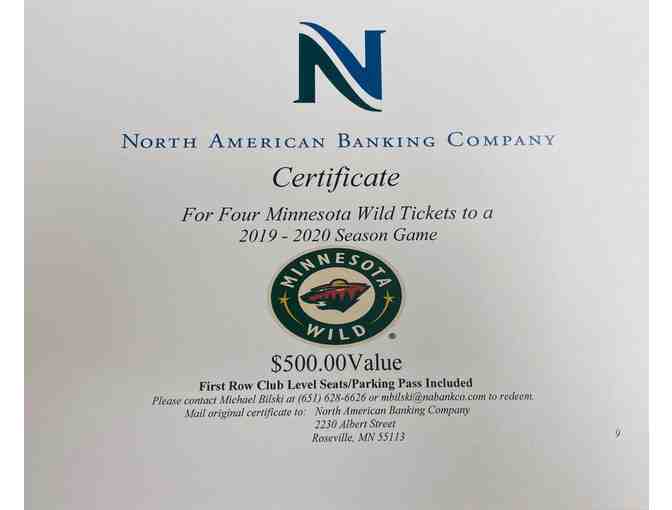 N
NORTH AMERICAN BANKING COMPANY
Certificate
For Four Minnesota Wild Tickets to a
2019 - 2020 Season Game
MINNESOTA
WILD
®
$500.00Value
First Row Club Level Seats/Parking Pass Included
Please contact Michael Bilski at (651) 628-6626 or mbilski@nabankco.com to redeem.
Mail original certificate to: North American Banking Company
2230 Albert Street
Roseville, MN 55113
9